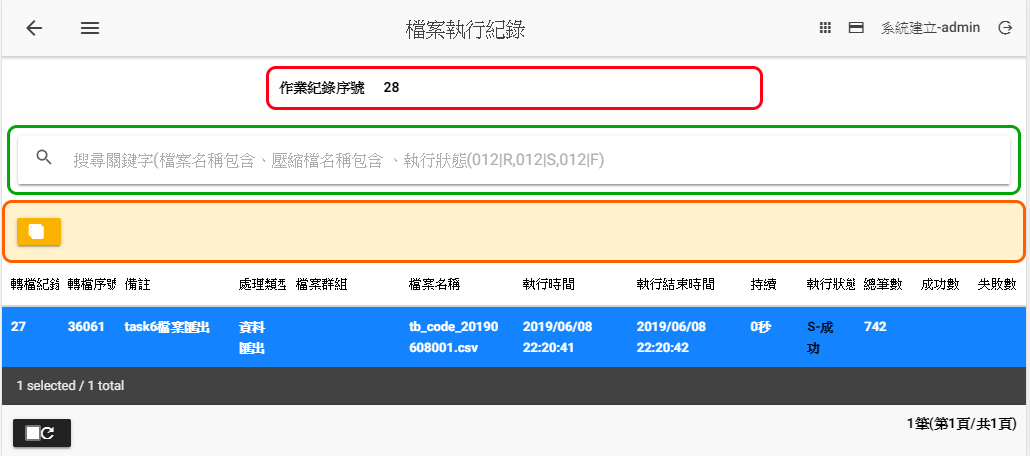 檔案執行紀錄
系統建立-admin
作業紀錄序號 28
搜尋關鍵字(檔案名稱包含、壓縮檔名稱包含 、執行狀態(012|R,012|S,012|F)
轉檔紀錄 轉檔序號 備註 處理類型 檔案群組 檔案名稱 執行時間 執行結束時間 持續 執行狀態 總筆數 成功數 失敗數
27 36061 task6檔案匯出 資料 tb_code_20190 2019/06/08 2019/06/08 0秒 S-成 742
匯出 608001.csv 22:20:41 22:20:42 功
1 selected / 1 total
1筆(第1頁/共1頁)